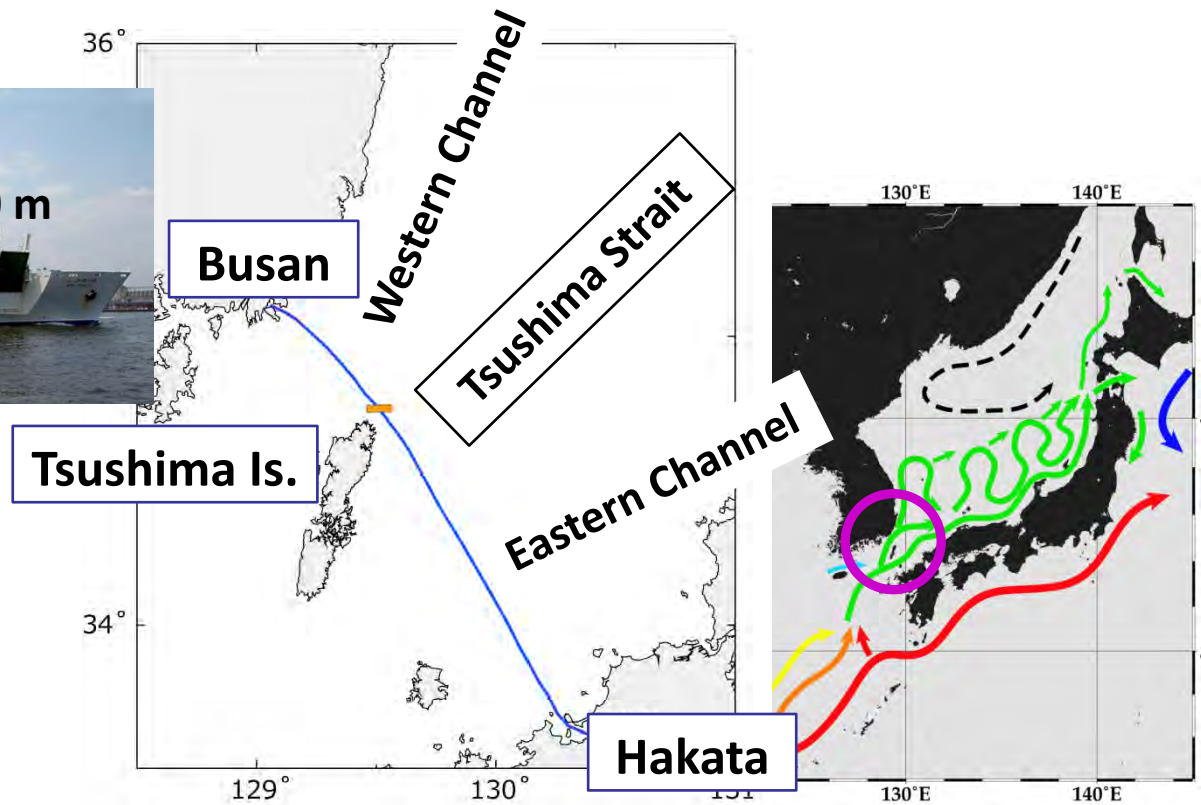 36°
Western Channel
m
Busan
Tsushima Strait
130°E
140°E
Tsushima Is.
Eastern Channel
34°
Hakata
129°
130°
130°E
140°E